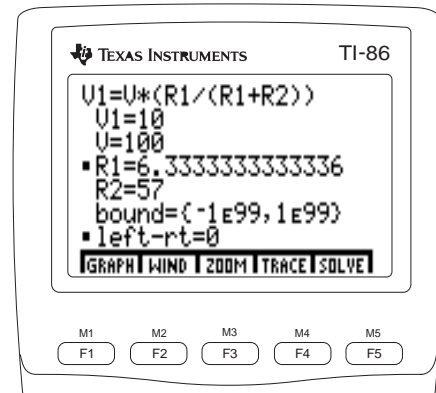 TEXAS INSTRUMENTS TI-86
V1=V*(R1/(R1+R2))
V1=10
V=100
▪R1=6.3333333333336
R2=57
bound={-1E99,1E99}
▪left-rt=0
GRAPH WIND ZOOM TRACE SOLVE
M1 M2 M3 M4 M5
F1 F2 F3 F4 F5